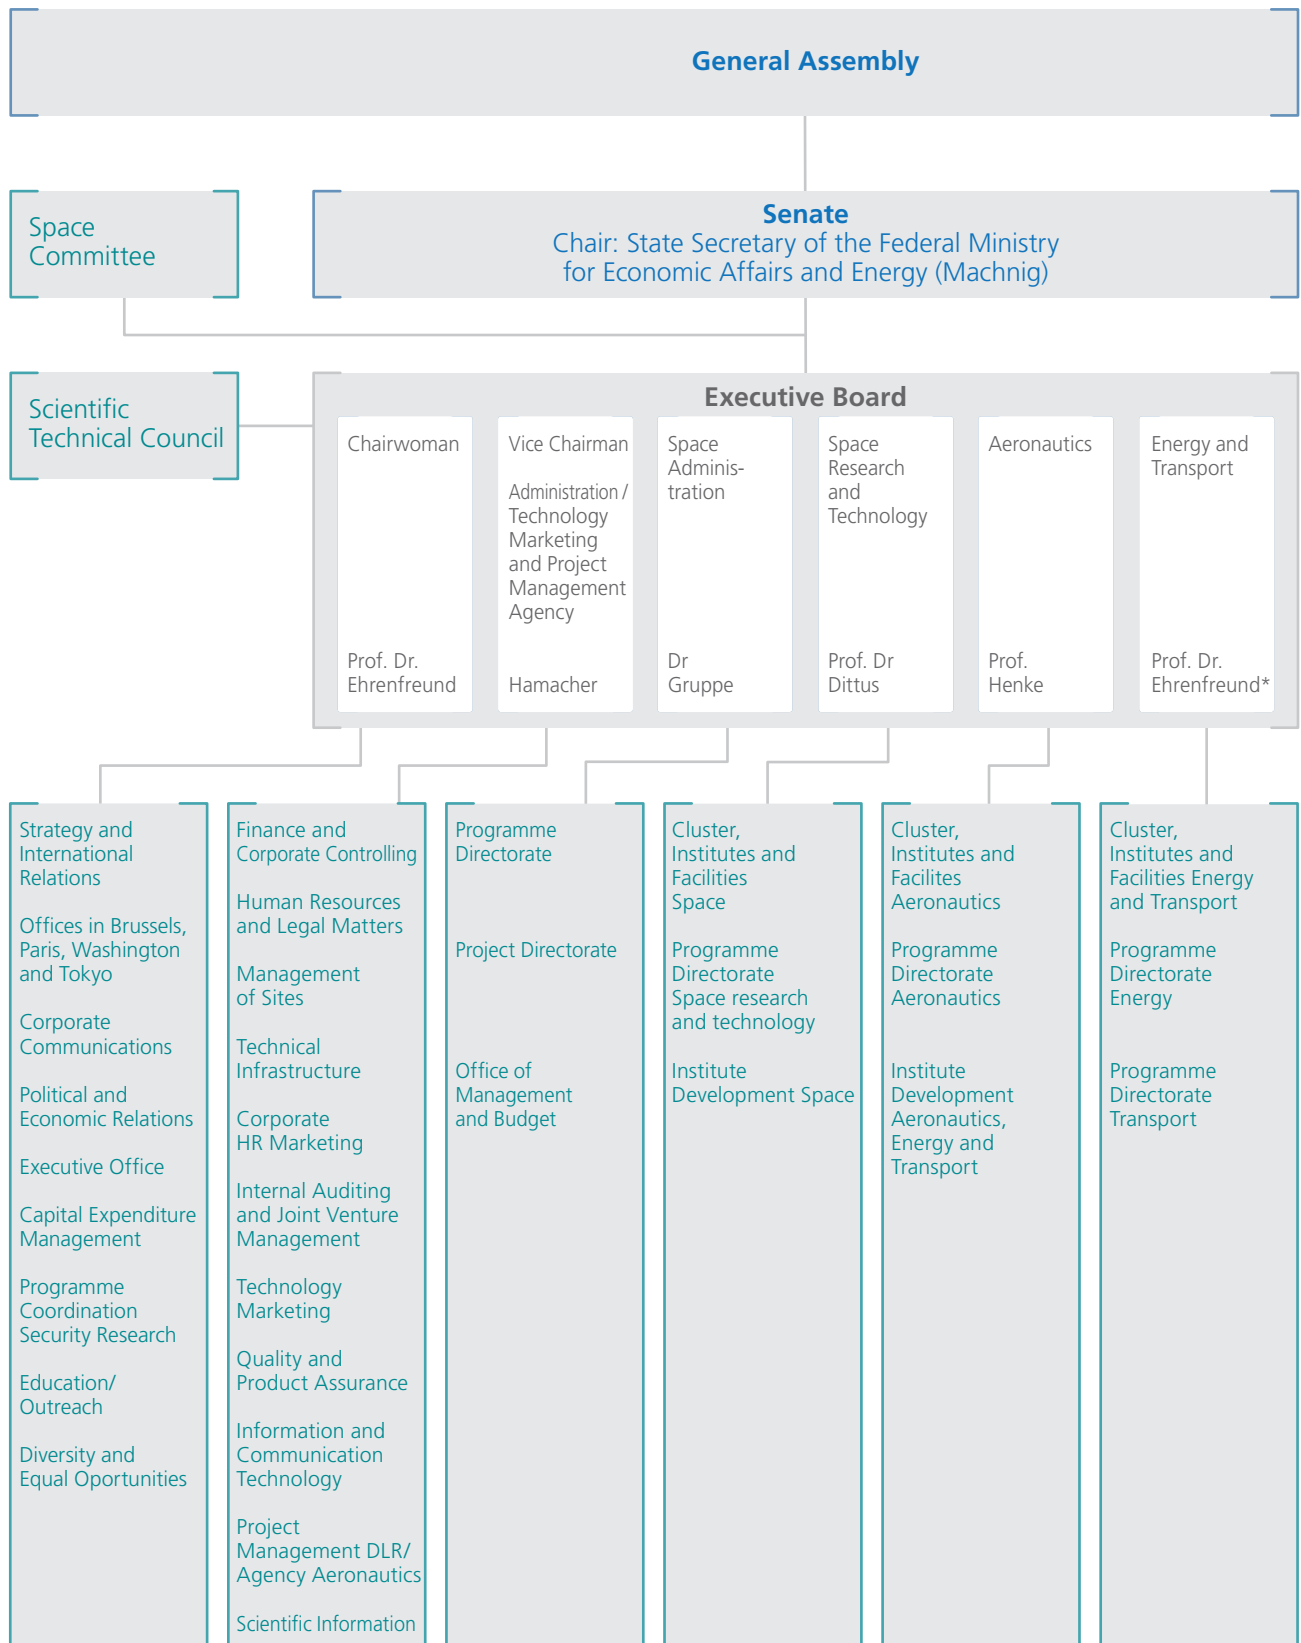 General Assembly
Space
Committee
Senate
Chair: State Secretary of the Federal Ministry
for Economic Affairs and Energy (Machnig)
Scientific
Technical Council
Executive Board
Chairwoman
Prof. Dr.
Ehrenfreund
Vice Chairman
Administration /
Technology
Marketing
and Project
Management
Agency
Hamacher
Space
Adminis-
tration
Dr
Gruppe
Space
Research
and
Technology
Prof. Dr
Dittus
Aeronautics
Prof.
Henke
Energy and
Transport
Prof. Dr.
Ehrenfreund*
Strategy and
International
Relations
Offices in Brussels,
Paris, Washington
and Tokyo
Corporate
Communications
Political and
Economic Relations
Executive Office
Capital Expenditure
Management
Programme
Coordination
Security Research
Education/
Outreach
Diversity and
Equal Oportunities
Finance and
Corporate Controlling
Human Resources
and Legal Matters
Management
of Sites
Technical
Infrastructure
Corporate
HR Marketing
Internal Auditing
and Joint Venture
Management
Technology
Marketing
Quality and
Product Assurance
Information and
Communication
Technology
Project
Management DLR/
Agency Aeronautics
Scientific Information
Programme
Directorate
Project Directorate
Office of
Management
and Budget
Cluster,
Institutes and
Facilities
Space
Programme
Directorate
Space research
and technology
Institute
Development Space
Cluster,
Institutes and
Facilites
Aeronautics
Programme
Directorate
Aeronautics
Institute
Development
Aeronautics,
Energy and
Transport
Cluster,
Institutes and
Facilities Energy
and Transport
Programme
Directorate
Energy
Programme
Directorate
Transport